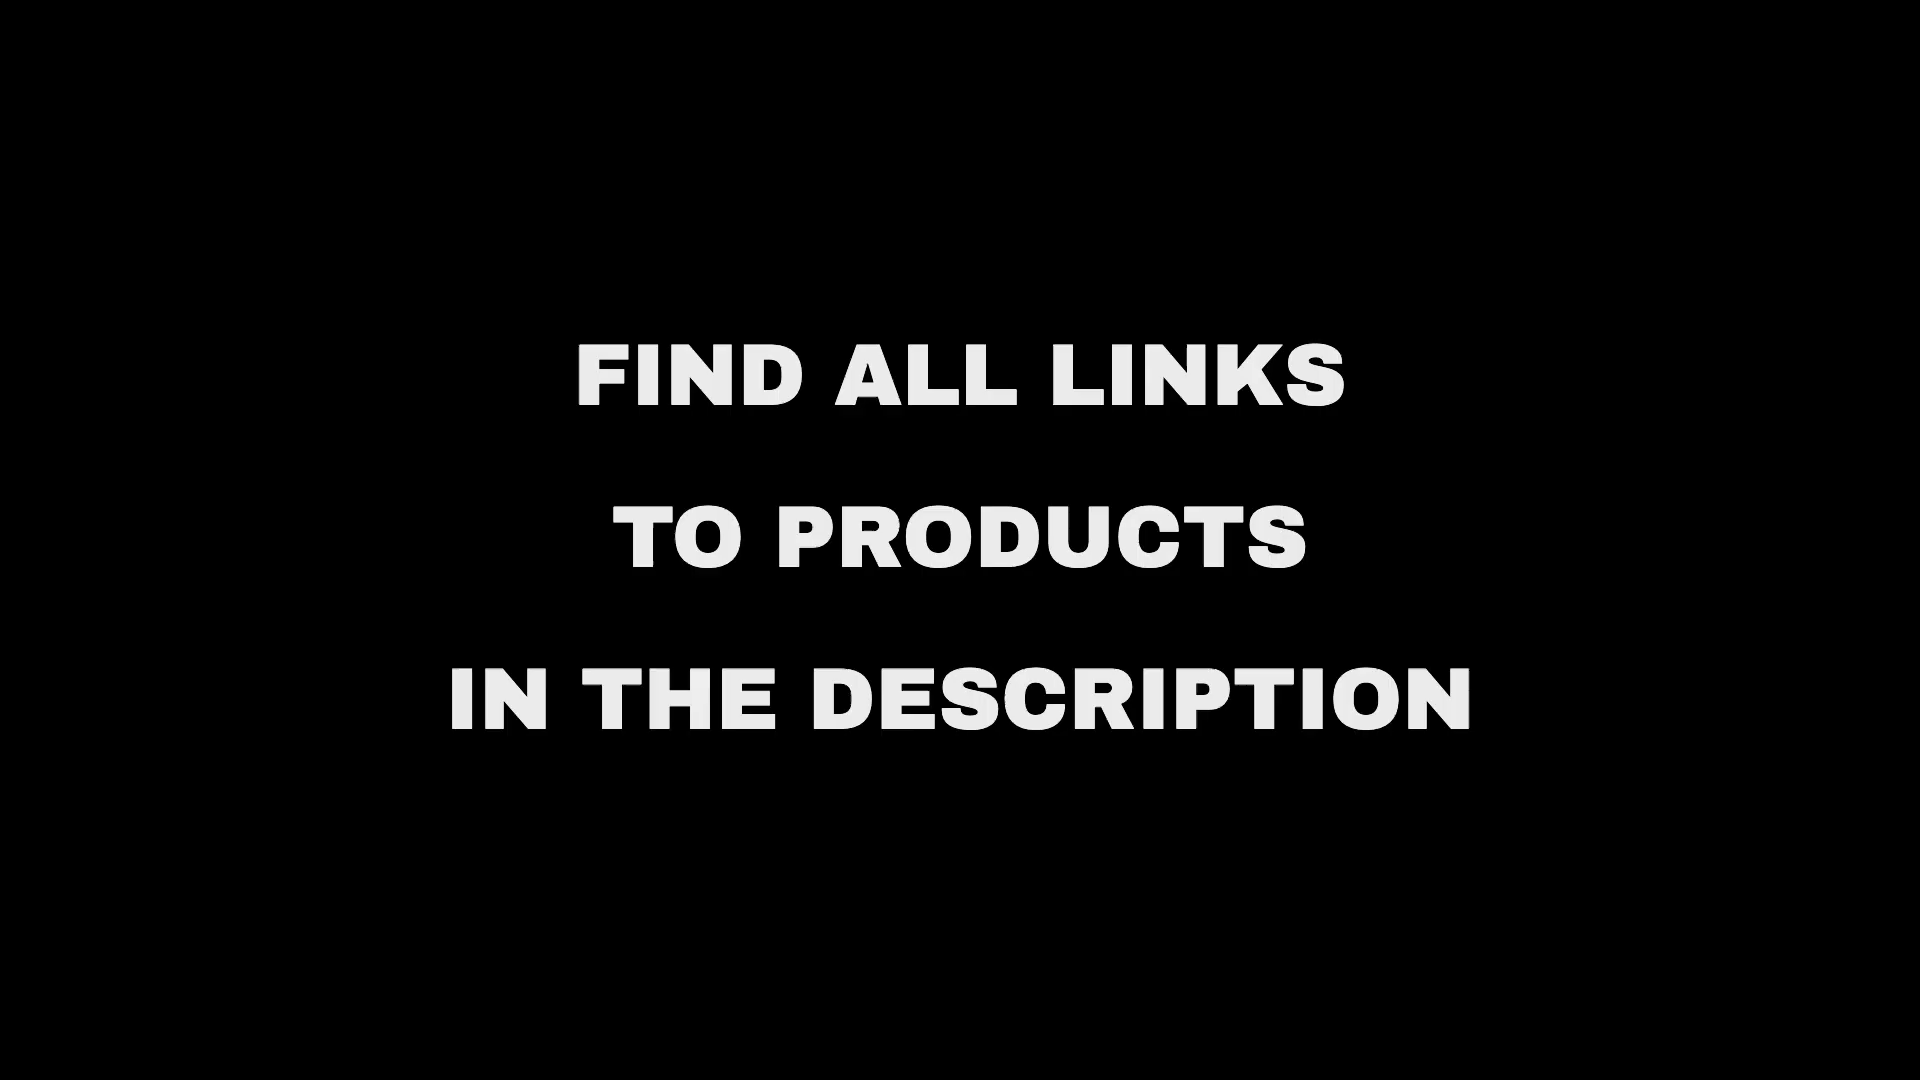 FIND ALL LINKS
TO PRODUCTS
IN THE DESCRIPTION